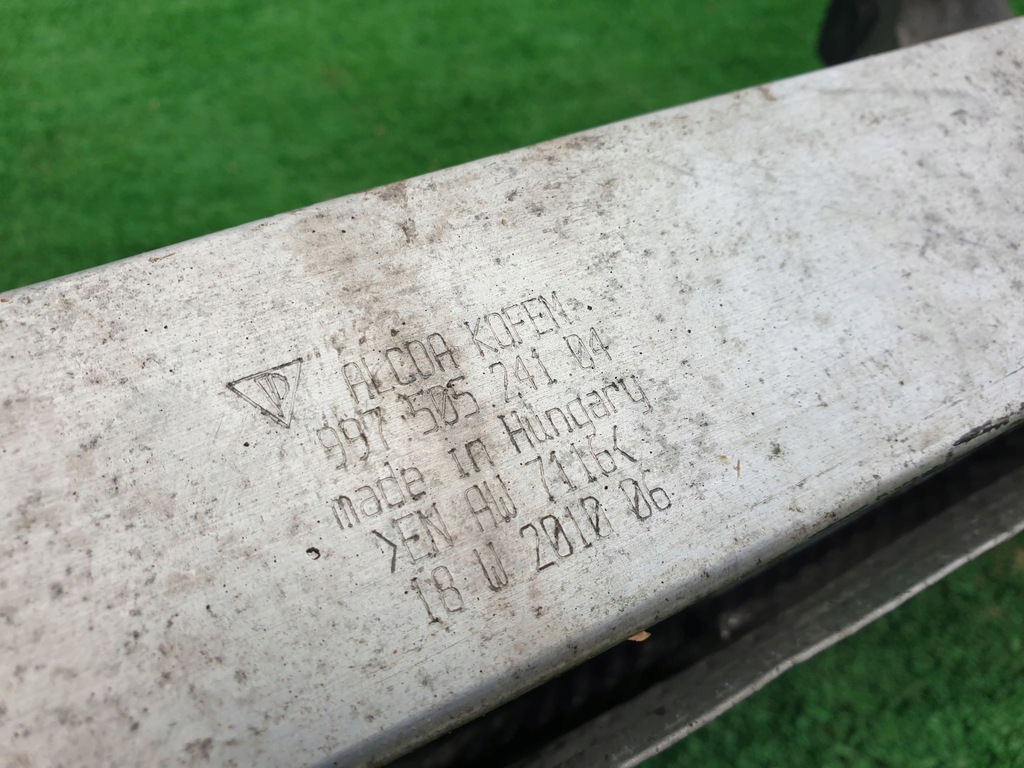 ALCOA KOFEM
997 505 241 04
made in Hungary
>EN AW 7116<
18 W 2010 06